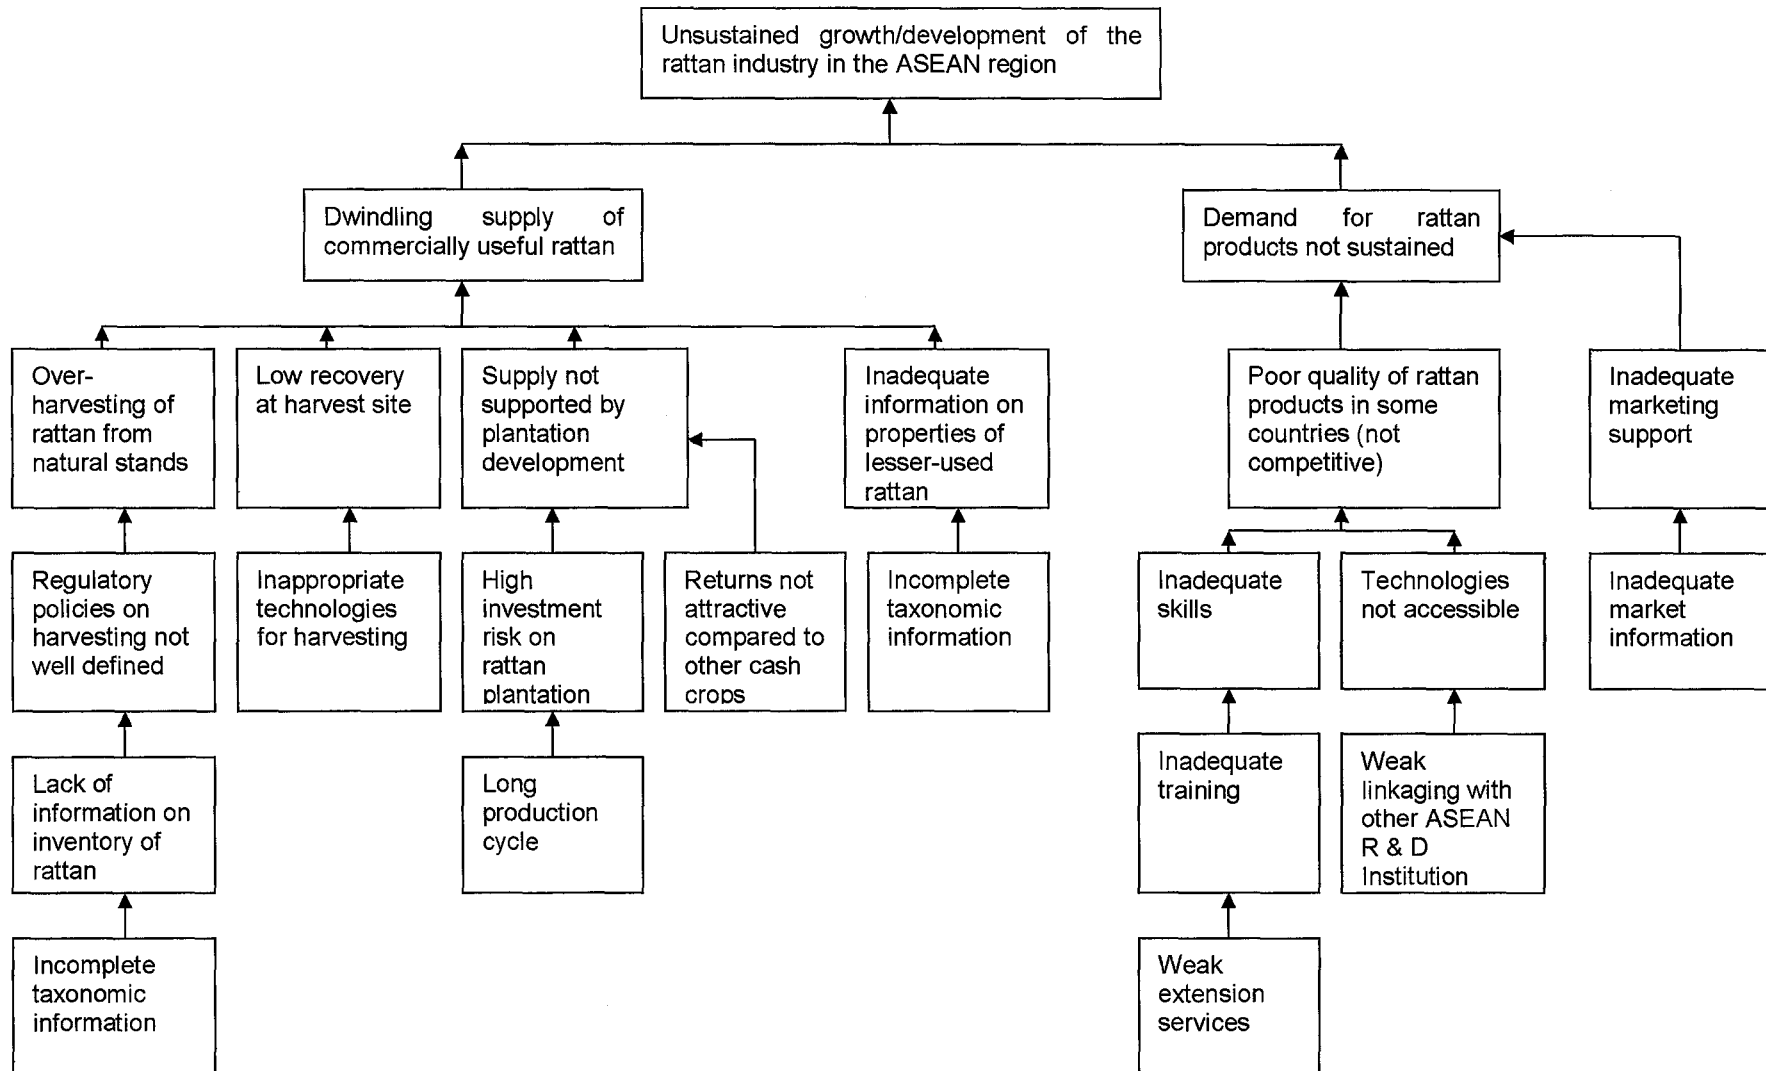 Unsustained growth/development of the
rattan industry in the ASEAN region
Dwindling supply of
commercially useful rattan
Demand for rattan
products not sustained
Over-
harvesting of
rattan from
natural stands
Low recovery
at harvest site
Supply not
supported by
plantation
development
Inadequate
information on
properties of
lesser-used
rattan
Poor quality of rattan
products in some
countries (not
competitive)
Inadequate
marketing
support
Regulatory
policies on
harvesting not
well defined
Inappropriate
technologies
for harvesting
High
investment
risk on
rattan
plantation
Returns not
attractive
compared to
other cash
crops
Incomplete
taxonomic
information
Inadequate
skills
Technologies
not accessible
Inadequate
market
information
Lack of
information on
inventory of
rattan
Long
production
cycle
Inadequate
training
Weak
linkaging with
other ASEAN
R & D
Institution
Incomplete
taxonomic
information
Weak
extension
services